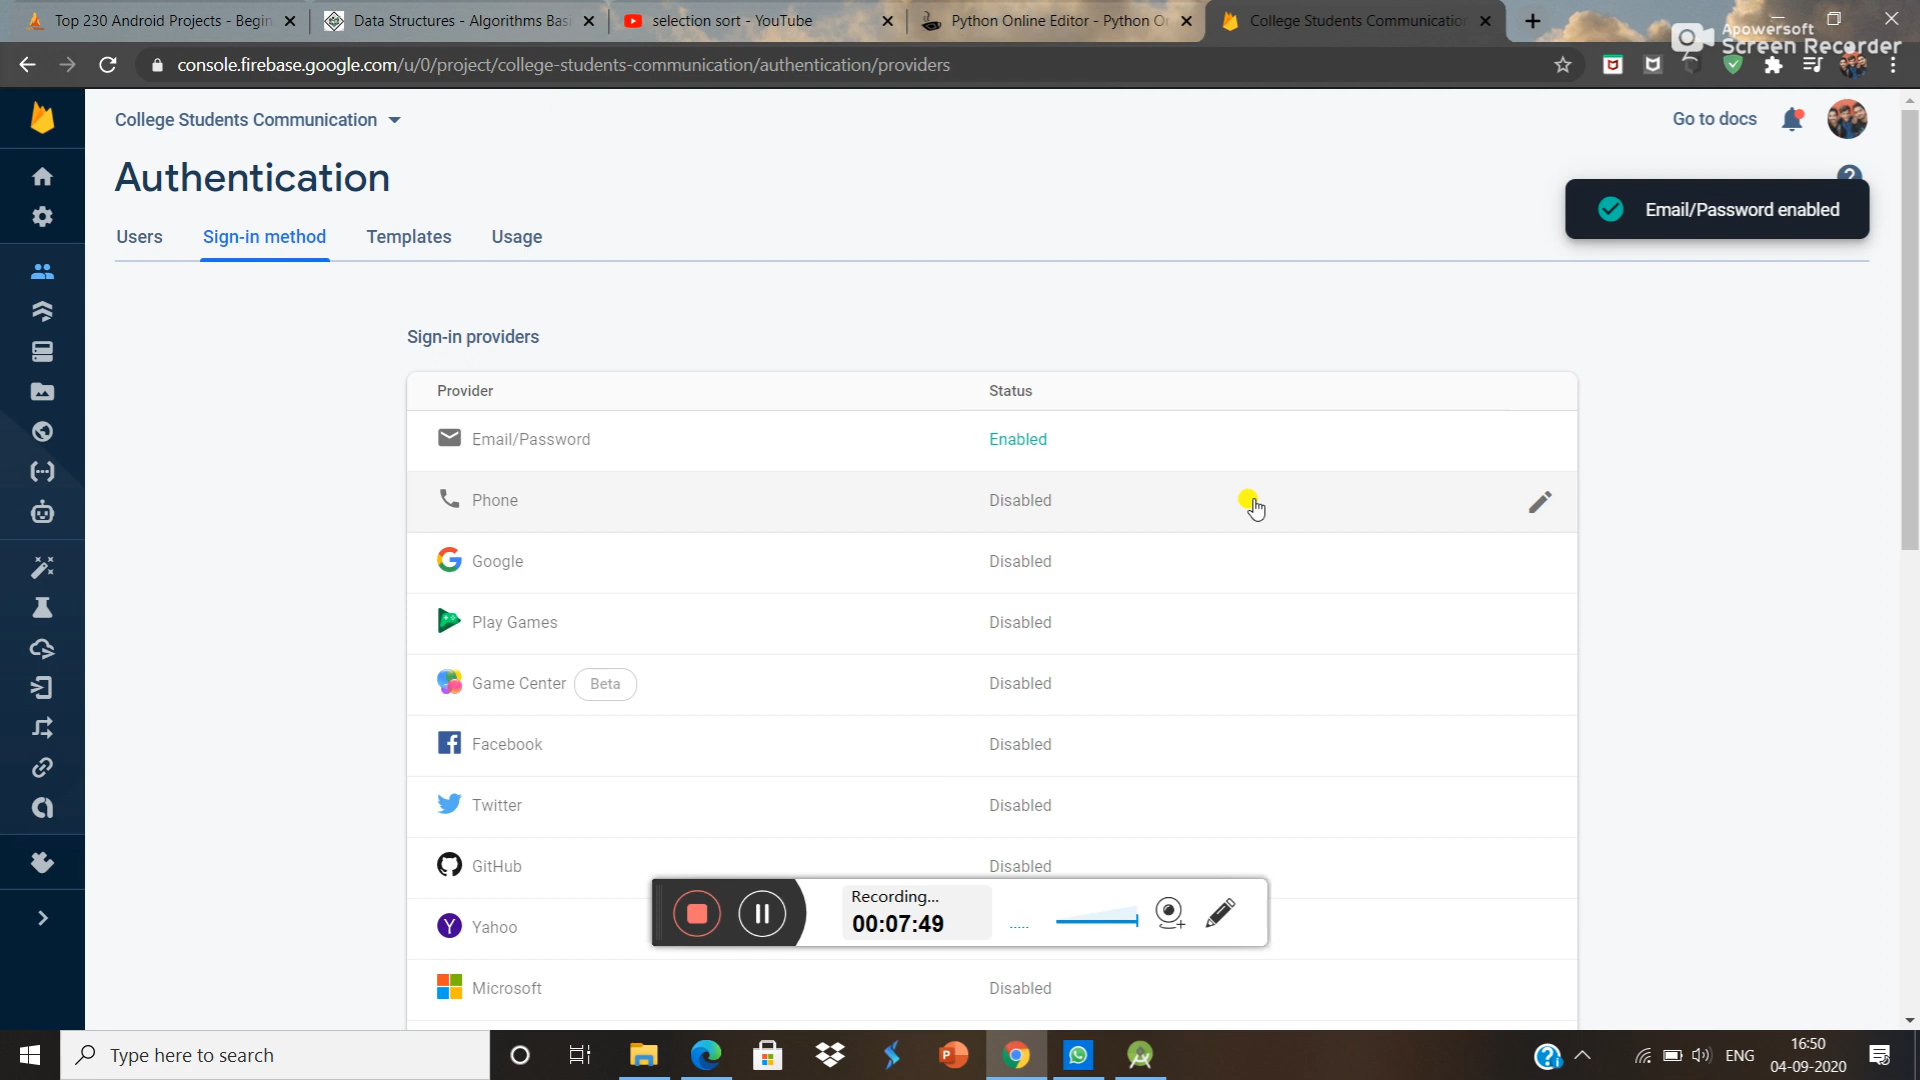 Top 230 Android Projects - Begin
Data Structures - Algorithms Bas
selection sort - YouTube
Python Online Editor - Python O
College Students Communication
Apowersoft
Screen Recorder
console.firebase.google.com/u/0/project/college-students-communication/authentication/providers
College Students Communication
Go to docs
Authentication
Email/Password enabled
Users
Sign-in method
Templates
Usage
Sign-in providers
Provider
Status
Email/Password
Enabled
Phone
Disabled
Google
Disabled
Play Games
Disabled
Game Center
Beta
Disabled
Facebook
Disabled
Twitter
Disabled
GitHub
Disabled
Recording...
00:07:49
Yahoo
Microsoft
Disabled
Type here to search
ENG
16:50
04-09-2020